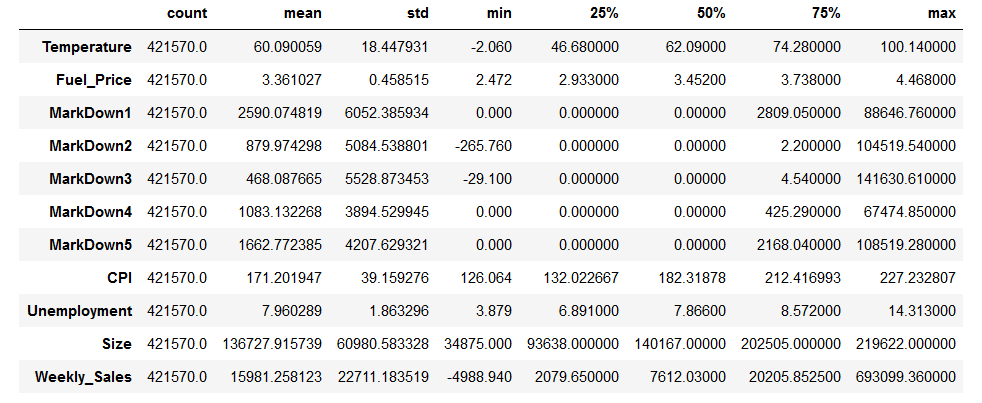 count mean std min 25% 50% 75% max
Temperature 421570.0 60.090059 18.447931 -2.060 46.680000 62.09000 74.280000 100.140000
Fuel_Price 421570.0 3.361027 0.458515 2.472 2.933000 3.45200 3.738000 4.468000
MarkDown1 421570.0 2590.074819 6052.385934 0.000 0.000000 0.00000 2809.050000 88646.760000
MarkDown2 421570.0 879.974298 5084.538801 -265.760 0.000000 0.00000 2.200000 104519.540000
MarkDown3 421570.0 468.087665 5528.873453 -29.100 0.000000 0.00000 4.540000 141630.610000
MarkDown4 421570.0 1083.132268 3894.529945 0.000 0.000000 0.00000 425.290000 67474.850000
MarkDown5 421570.0 1662.772385 4207.629321 0.000 0.000000 0.00000 2168.040000 108519.280000
CPI 421570.0 171.201947 39.159276 126.064 132.022667 182.31878 212.416993 227.232807
Unemployment 421570.0 7.960289 1.863296 3.879 6.891000 7.86600 8.572000 14.313000
Size 421570.0 136727.915739 60980.583328 34875.000 93638.000000 140167.00000 202505.000000 219622.000000
Weekly_Sales 421570.0 15981.258123 22711.183519 -4988.940 2079.650000 7612.03000 20205.852500 693099.360000